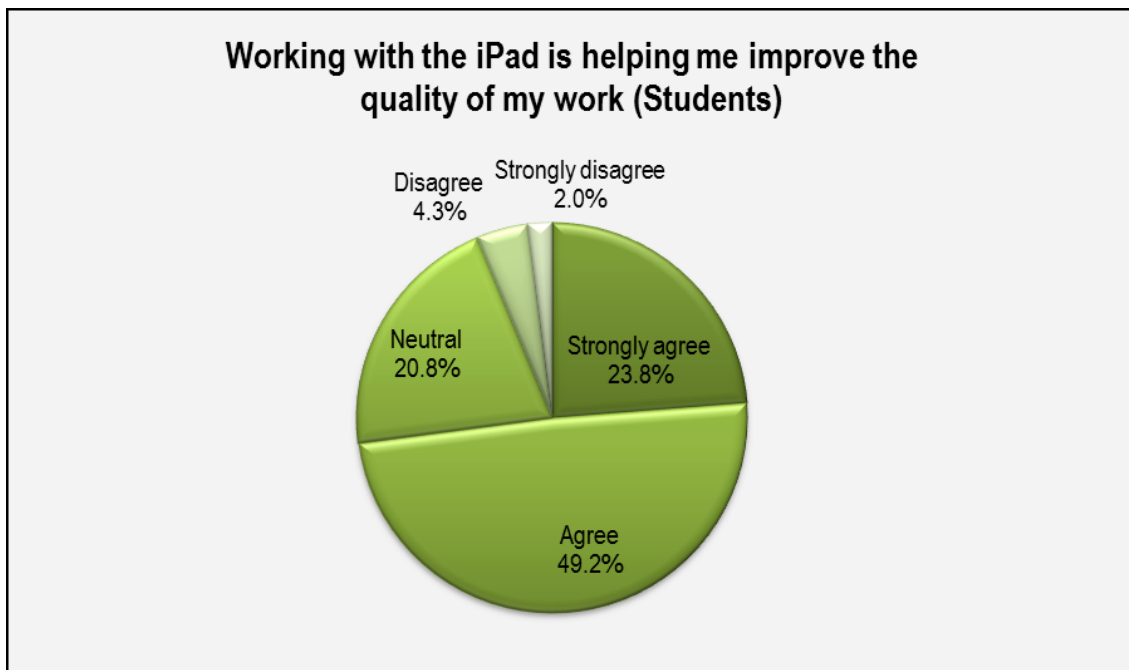 Working with the iPad is helping me improve the
quality of my work (Students)
Strongly disagree
2.0%
Disagree
4.3%
Neutral
20.8%
Strongly agree
23.8%
Agree
49.2%